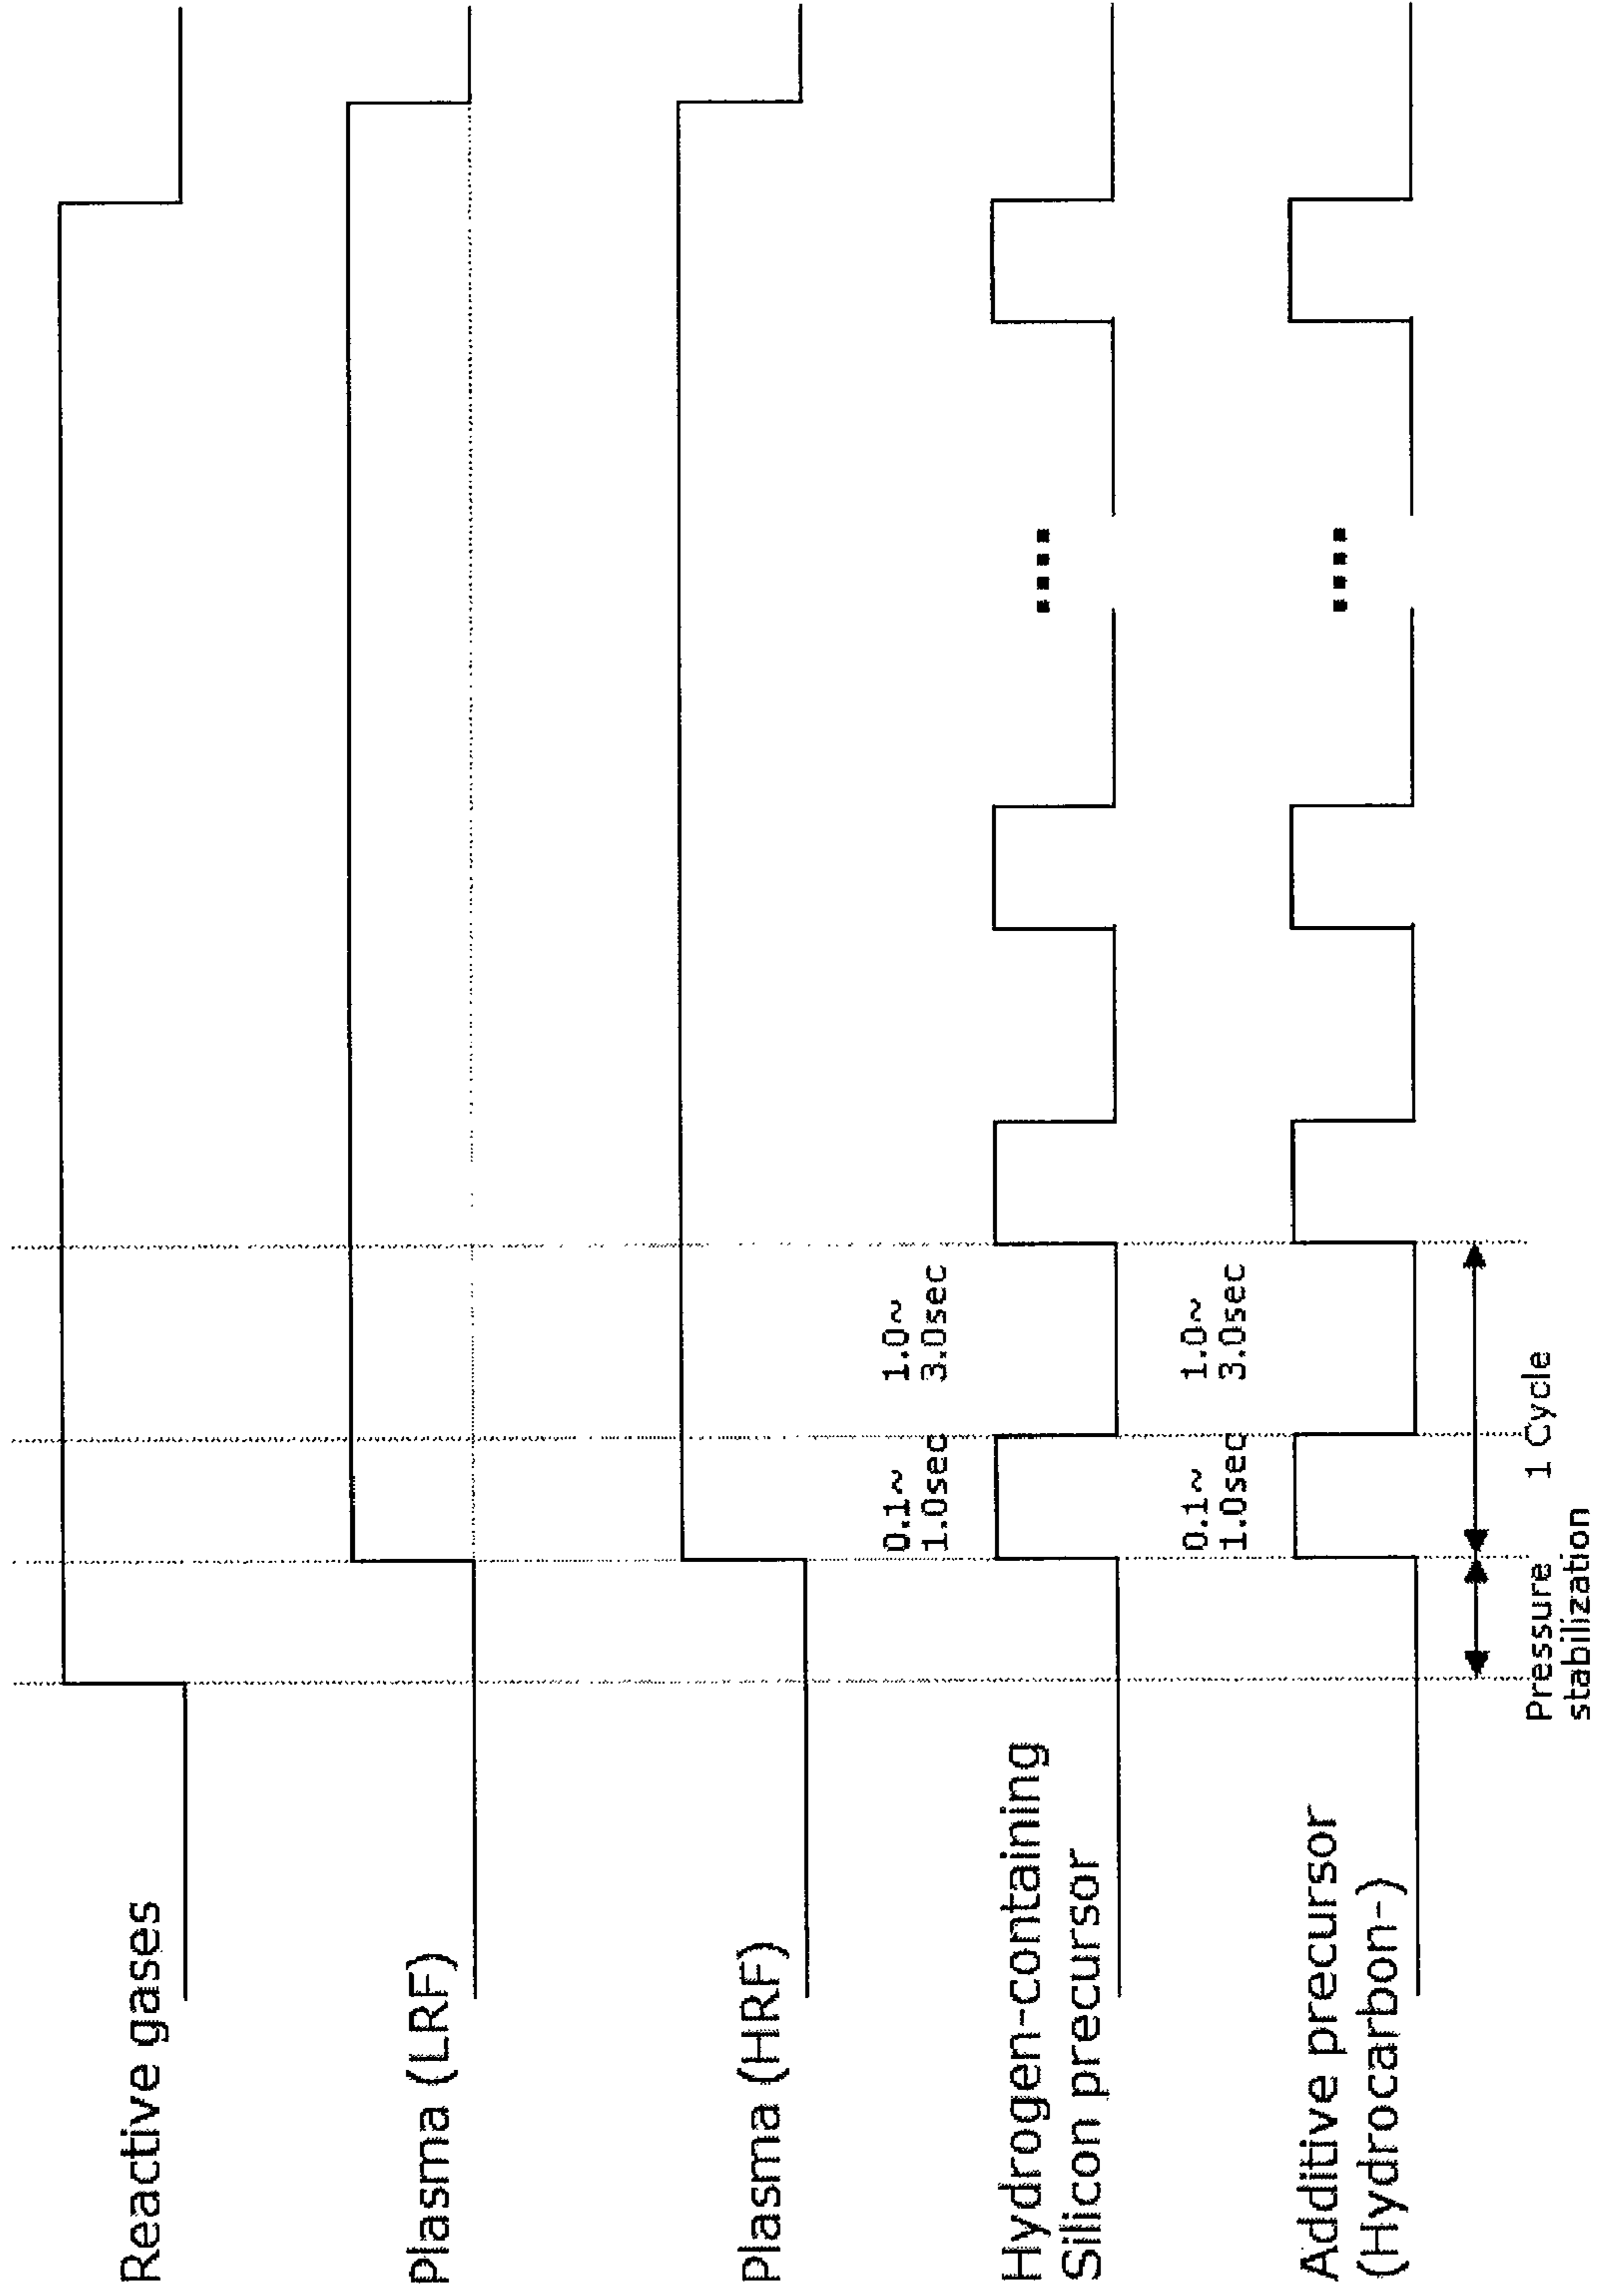 Reactive gases
Plasma (LRF)
Plasma (HRF)
0.1~
1.0sec
1.0~
3.0sec
Hydrogen-containing
Silicon precursor
0.1~
1.0sec
1.0~
3.0sec
Additive precursor
(Hydrocarbon-)
Pressure
stabilization
1 Cycle